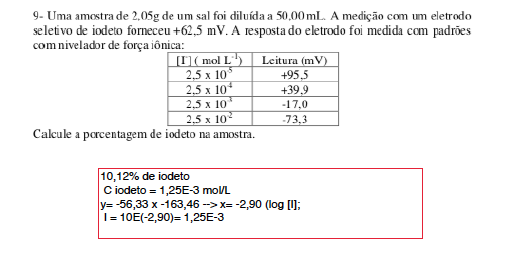 9- Uma amostra de 2,05g de um sal foi diluída a 50,00 mL. A medição com um eletrodo
seletivo de iodeto forneceu +62,5 mV. A resposta do eletrodo foi medida com padrões
com nivelador de força iônica:
[I-] ( mol L-1) Leitura (mV)
2,5 x 10-5 +95,5
2,5 x 10-4 +39,9
2,5 x 10-3 -17,0
2,5 x 10-2 -73,3
Calcule a porcentagem de iodeto na amostra.
10,12% de iodeto
C iodeto = 1,25E-3 mol/L
y= -56,33 x -163,46 --> x= -2,90 (log [I];
I = 10E(-2,90)= 1,25E-3